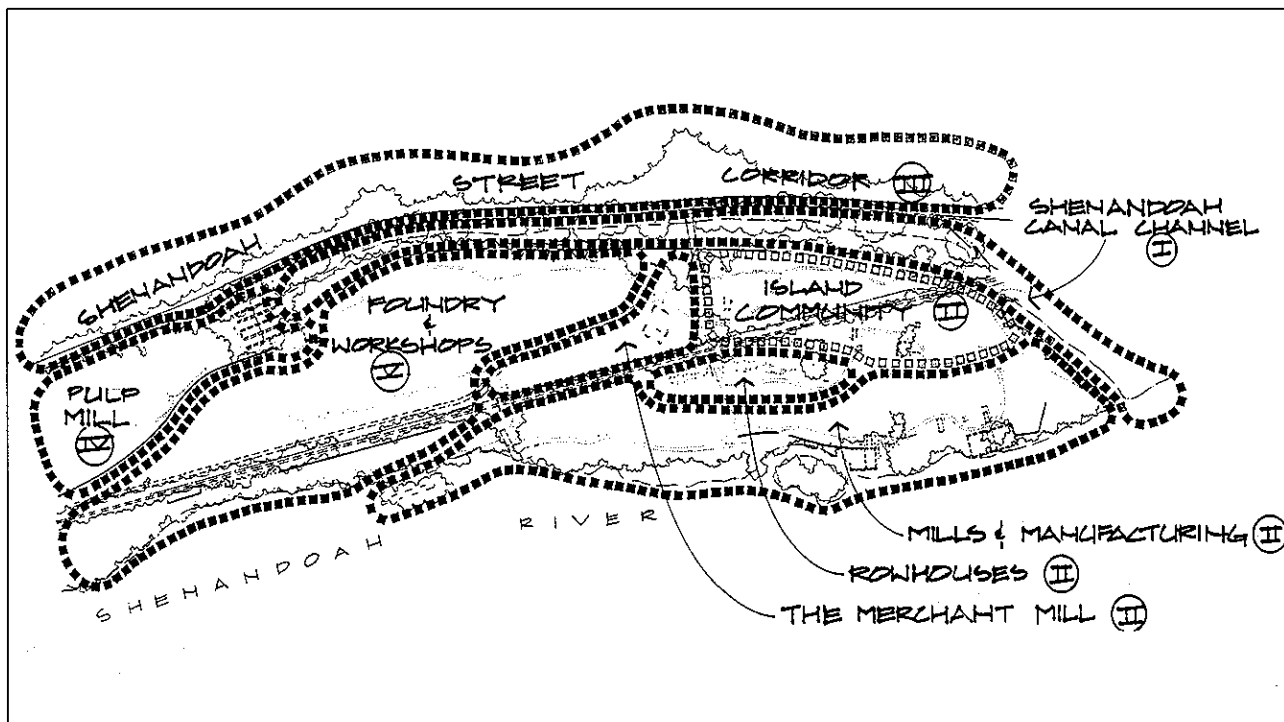 SHENANDOAH STREET CORRIDOR III
SHENANDOAH
CANAL CHANNEL
I
ISLAND
COMMUNITY II
FOUNDRY
&
WORKSHOPS
V
PULP
MILL
IV
SHENANDOAH RIVER
MILLS & MANUFACTURING II
ROWHOUSES II
THE MERCHANT MILL II